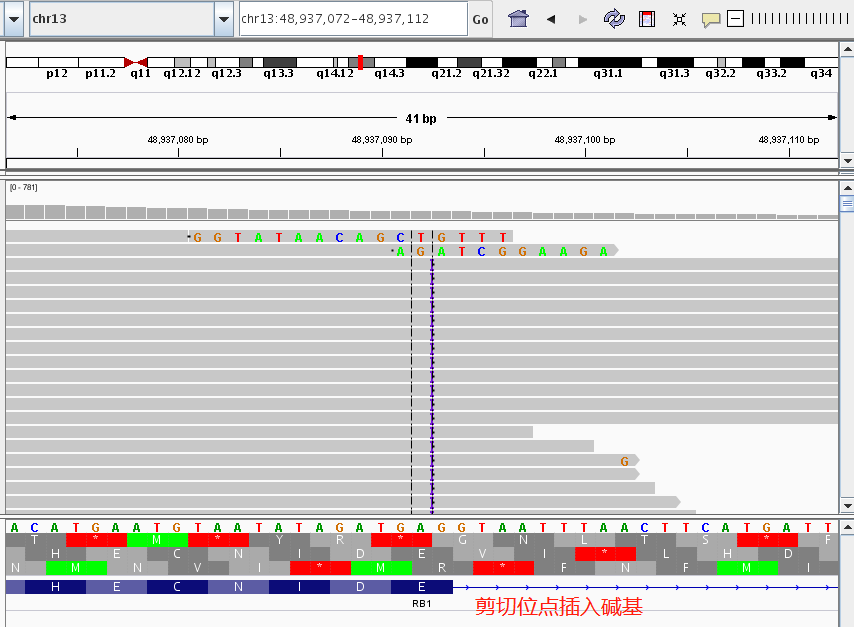 chr13
chr13:48,937,072-48,937,112
Go
p12 p11.2 q11 q12.12 q12.3 q13.3 q14.12 q14.3 q21.2 q21.32 q22.1 q31.1 q31.3 q32.2 q33.2 q34
41 bp
48,937,080 bp 48,937,090 bp 48,937,100 bp 48,937,110 bp
[0 - 781]
G G T A T A A C A G C T G T T T
A G A T C G G A A G A
G
A C A T G A A T G T A A T A T A G A T G A G G T A A T T T A A C T T C A T G A T T
T * M * Y R * G N L T S * F
H E C N I D E V I * L H D
N M N V I * M R * F N F M I
H E C N I D E
RB1
剪切位点插入碱基